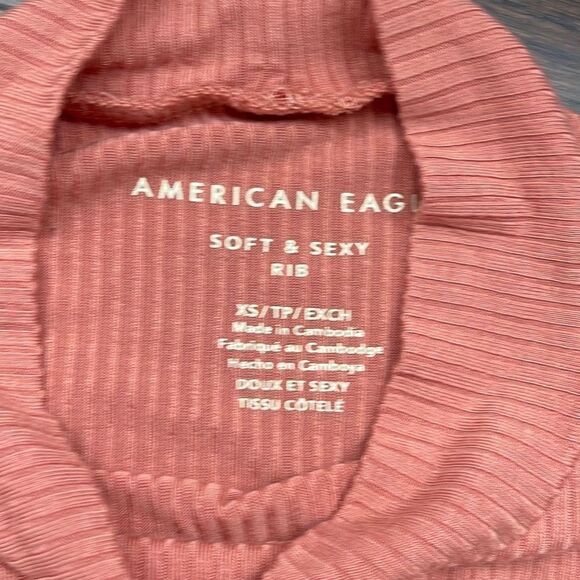 AMERICAN EAG
SOFT & SEXY
RIB
XS/TP/EXCH
Made in Cambodia
Fabriqué au Cambodge
Hecho en Camboya
DOUX ET SEXY
TISSU CÔTELÉ